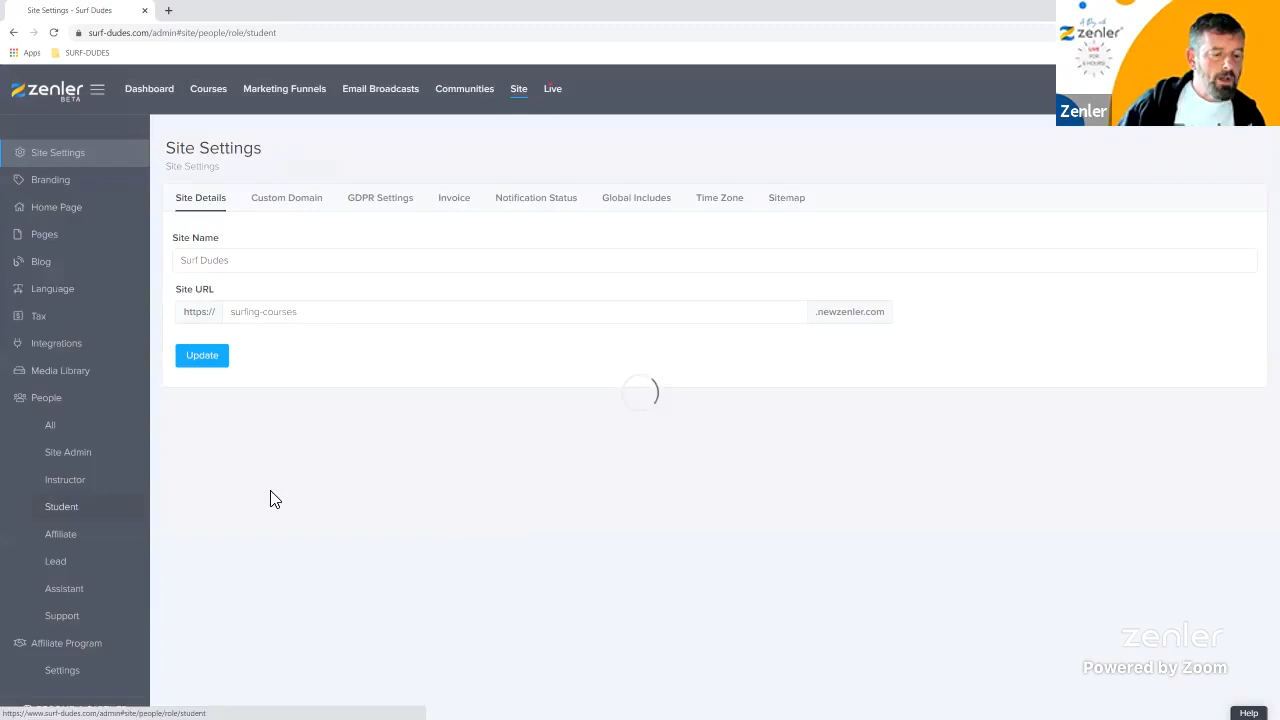 Site Settings - Surf Dudes
surf-dudes.com/admin#site/people/role/student
Apps
SURF-DUDES
zenler
BETA
Dashboard
Courses
Marketing Funnels
Email Broadcasts
Communities
Site
Live
A Day with
zenler
LIVE
FOR
Zenler
Site Settings
Branding
Home Page
Pages
Blog
Language
Tax
Integrations
Media Library
People
All
Site Admin
Instructor
Student
Affiliate
Lead
Assistant
Support
Affiliate Program
Settings
Site Settings
Site Settings
Site Details
Custom Domain
GDPR Settings
Invoice
Notification Status
Global Includes
Time Zone
Sitemap
Site Name
Surf Dudes
Site URL
https://
surfing-courses
.newzenler.com
Update
zenler
Powered by Zoom
https://www.surf-dudes.com/admin#site/people/role/student
Help